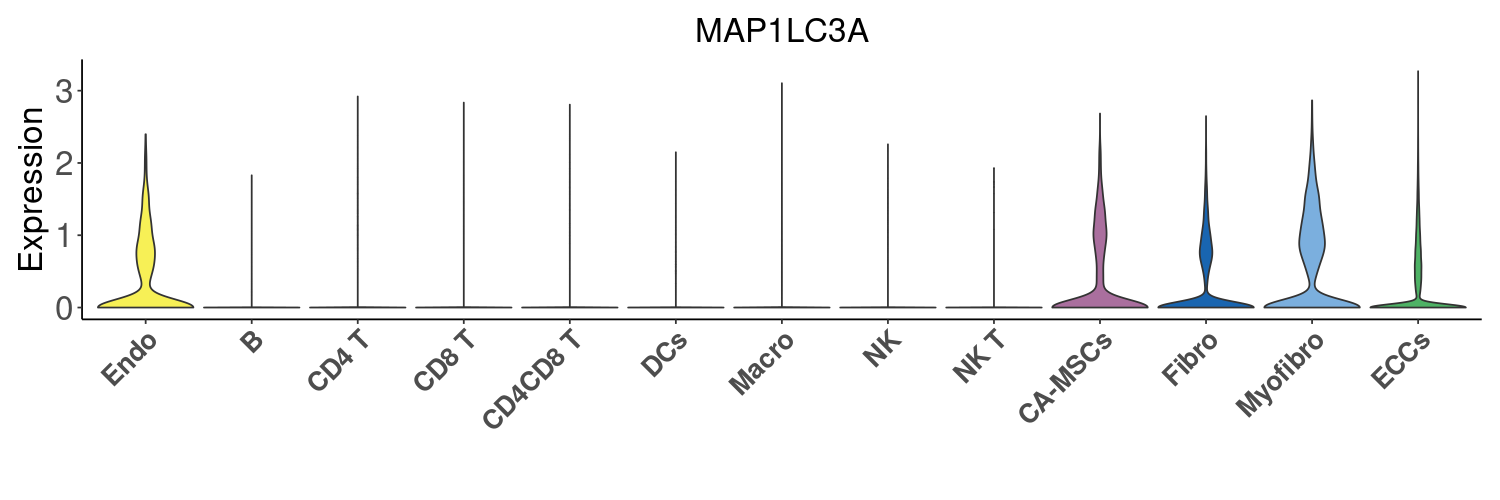 MAP1LC3A
Expression
3
2
1
0
Endo
B
CD4 T
CD8 T
CD4CD8 T
DCs
Macro
NK
NK T
CA-MSCs
Fibro
Myofibro
ECCs